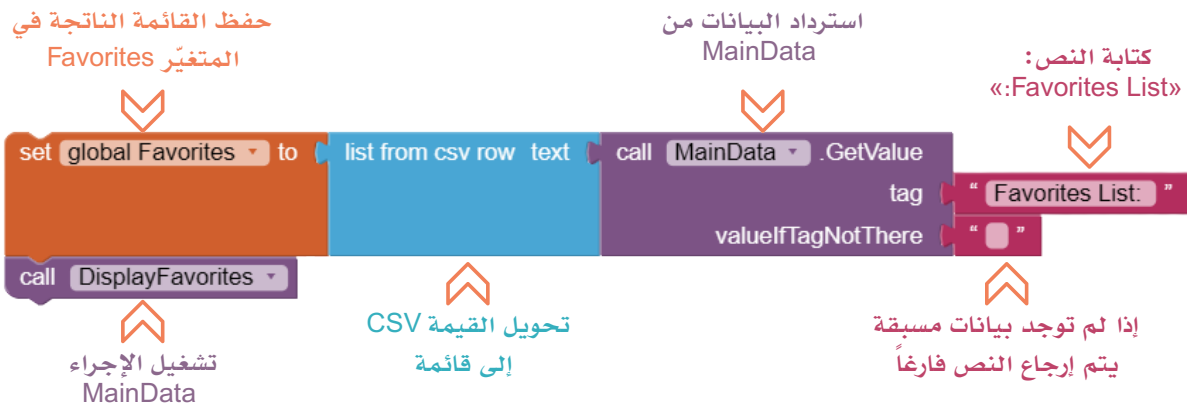 حفظ القائمة الناتجة في
المتغيّر Favorites
استرداد البيانات من
MainData
كتابة النص:
«Favorites List:»
set global Favorites to list from csv row text call MainData .GetValue
tag " Favorites List: "
valueIfTagNotThere " "
call DisplayFavorites
تشغيل الإجراء
MainData
تحويل القيمة CSV
إلى قائمة
إذا لم توجد بيانات مسبقة
يتم إرجاع النص فارغاً